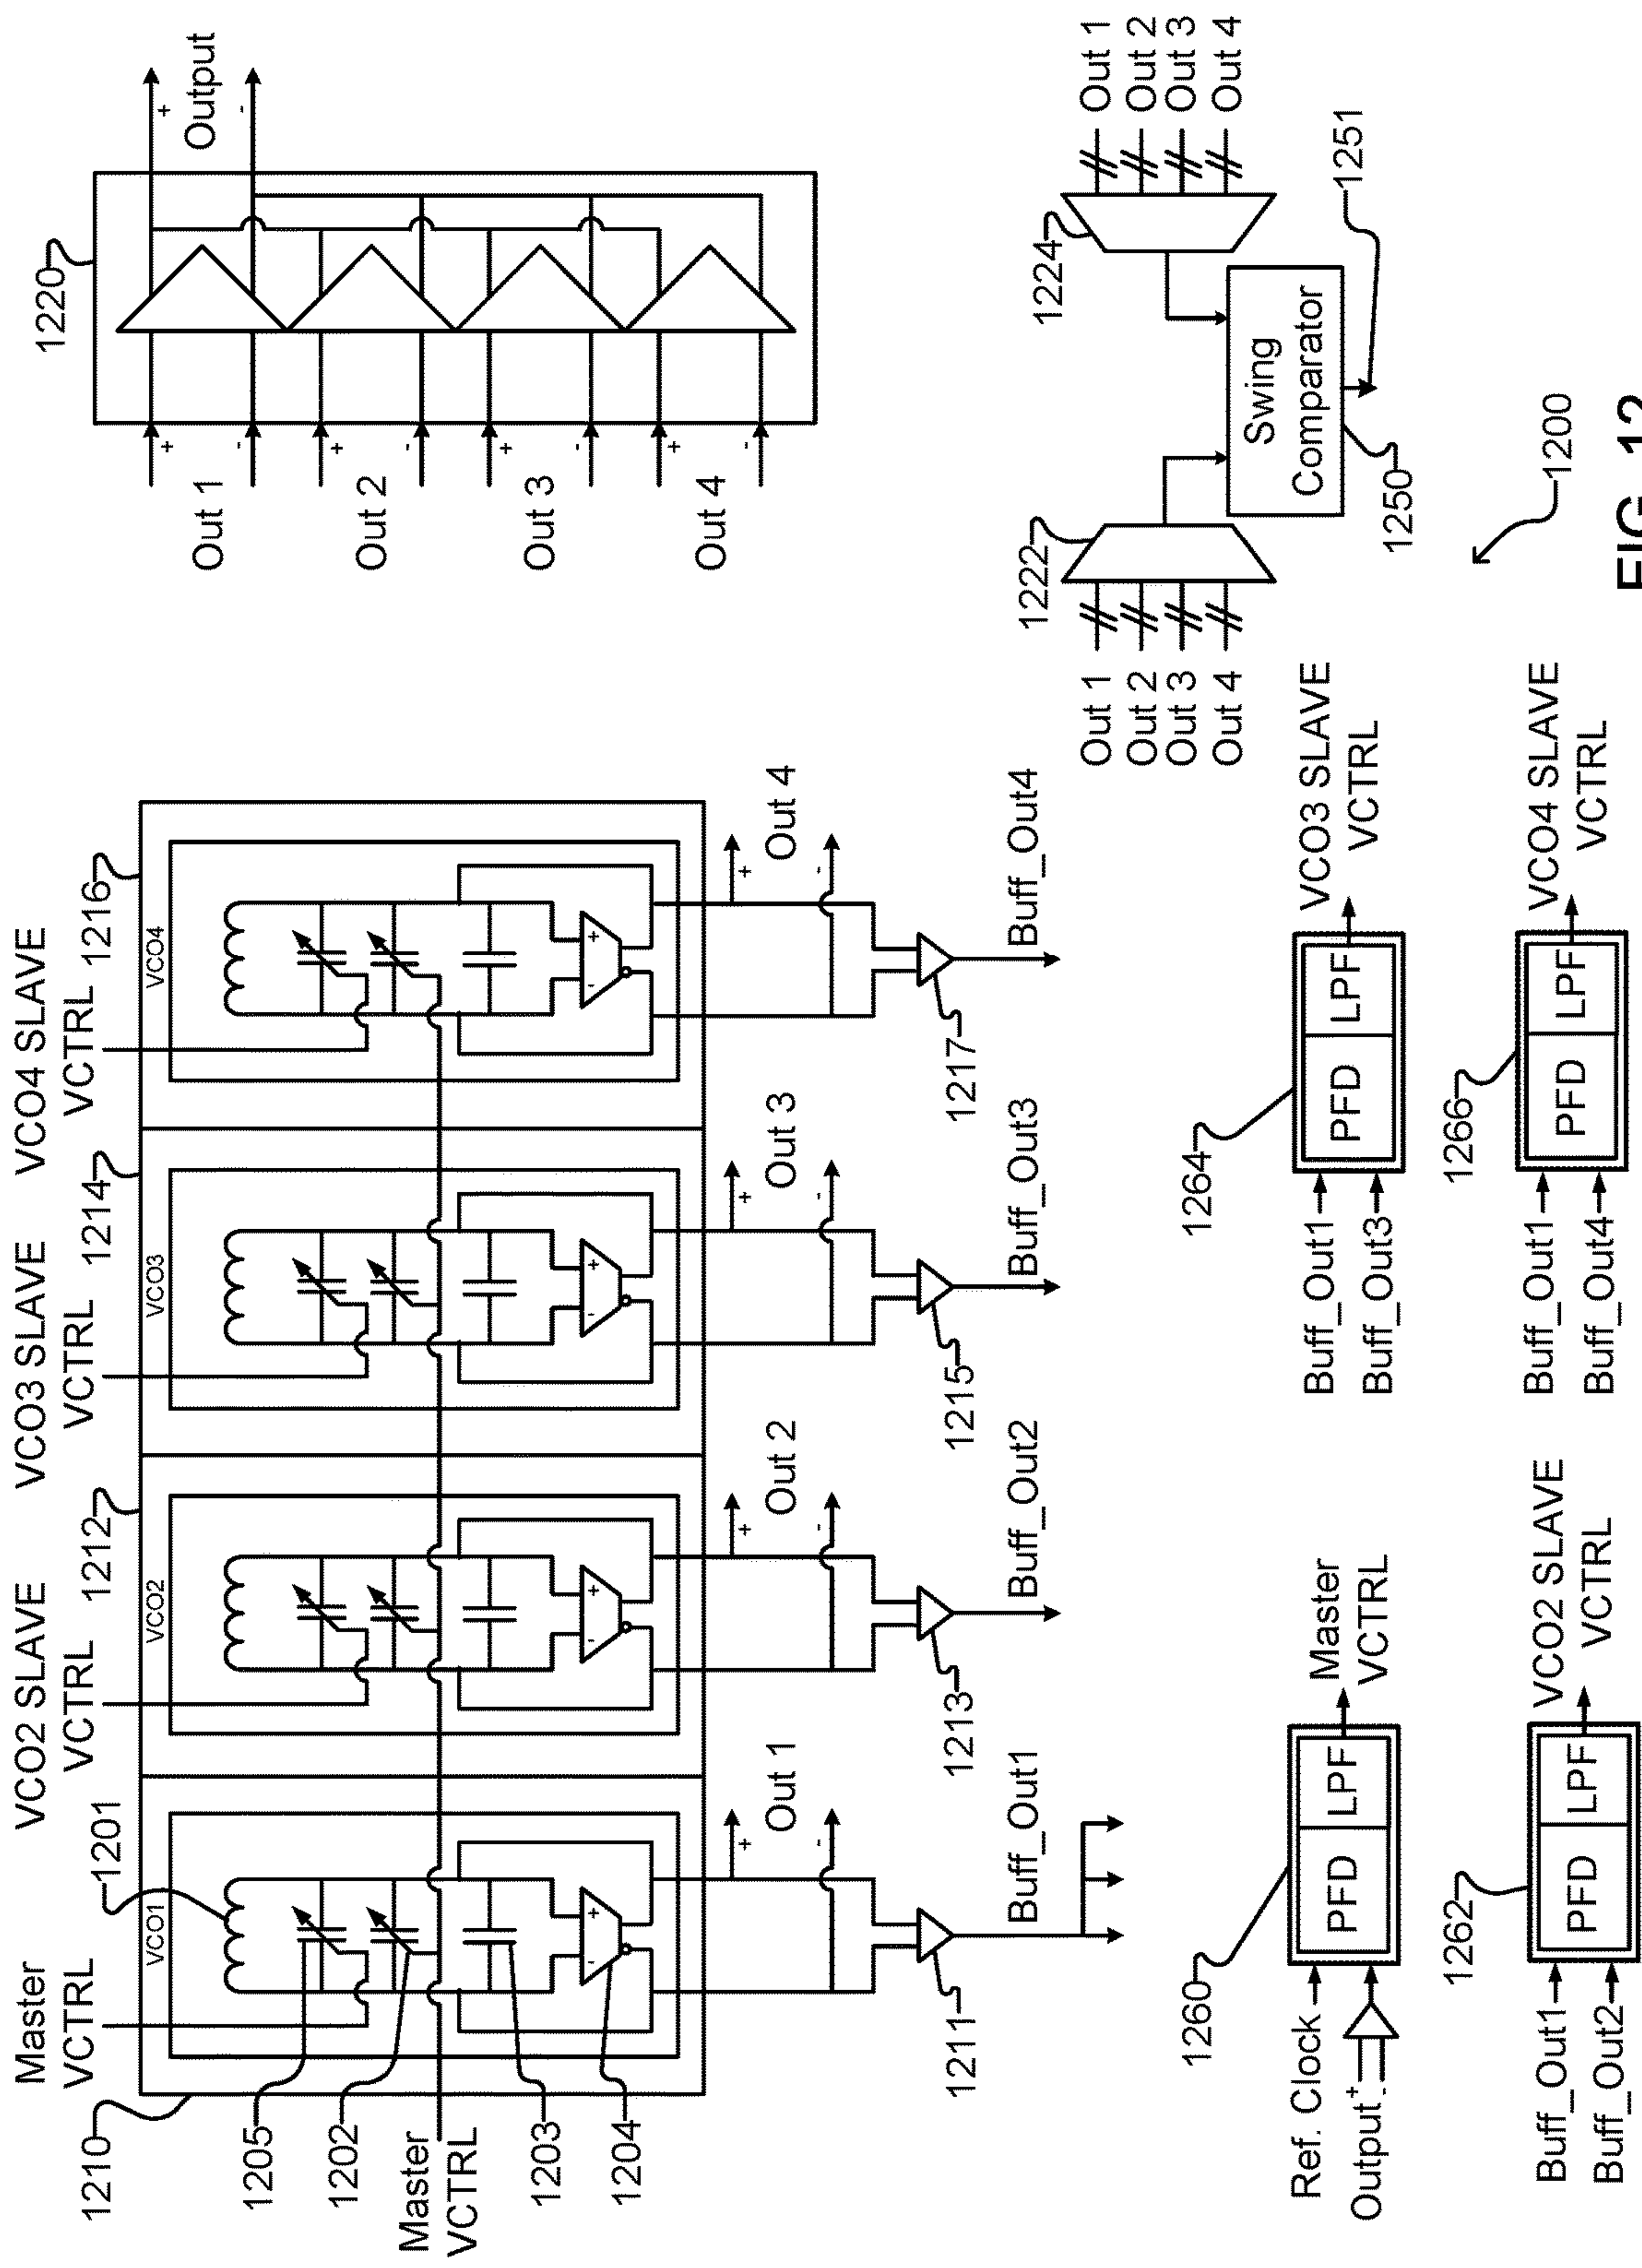 Master
VCTRL
VCO2 SLAVE
VCTRL
VCO3 SLAVE
VCTRL
VCO4 SLAVE
VCTRL
1210
1201
1212
1214
1216
VCO1
VCO2
VCO3
VCO4
1205
1202
Master
VCTRL
1203
1204
+
-
+
-
+
-
+
-
+
Out 1
-
+
Out 2
-
+
Out 3
-
+
Out 4
-
1211
1213
1215
1217
Buff_Out1
Buff_Out2
Buff_Out3
Buff_Out4
1220
Out 1
+
-
Out 2
+
-
Out 3
+
-
Out 4
+
-
+
Output
-
1222
1224
Out 1
Out 2
Out 3
Out 4
Out 1
Out 2
Out 3
Out 4
Swing
Comparator
1250
1251
1260
Ref. Clock
Output
+
-
PFD
LPF
Master
VCTRL
1264
Buff_Out1
Buff_Out3
PFD
LPF
VCO3 SLAVE
VCTRL
1262
Buff_Out1
Buff_Out2
PFD
LPF
VCO2 SLAVE
VCTRL
1266
Buff_Out1
Buff_Out4
PFD
LPF
VCO4 SLAVE
VCTRL
1200
FIG. 12